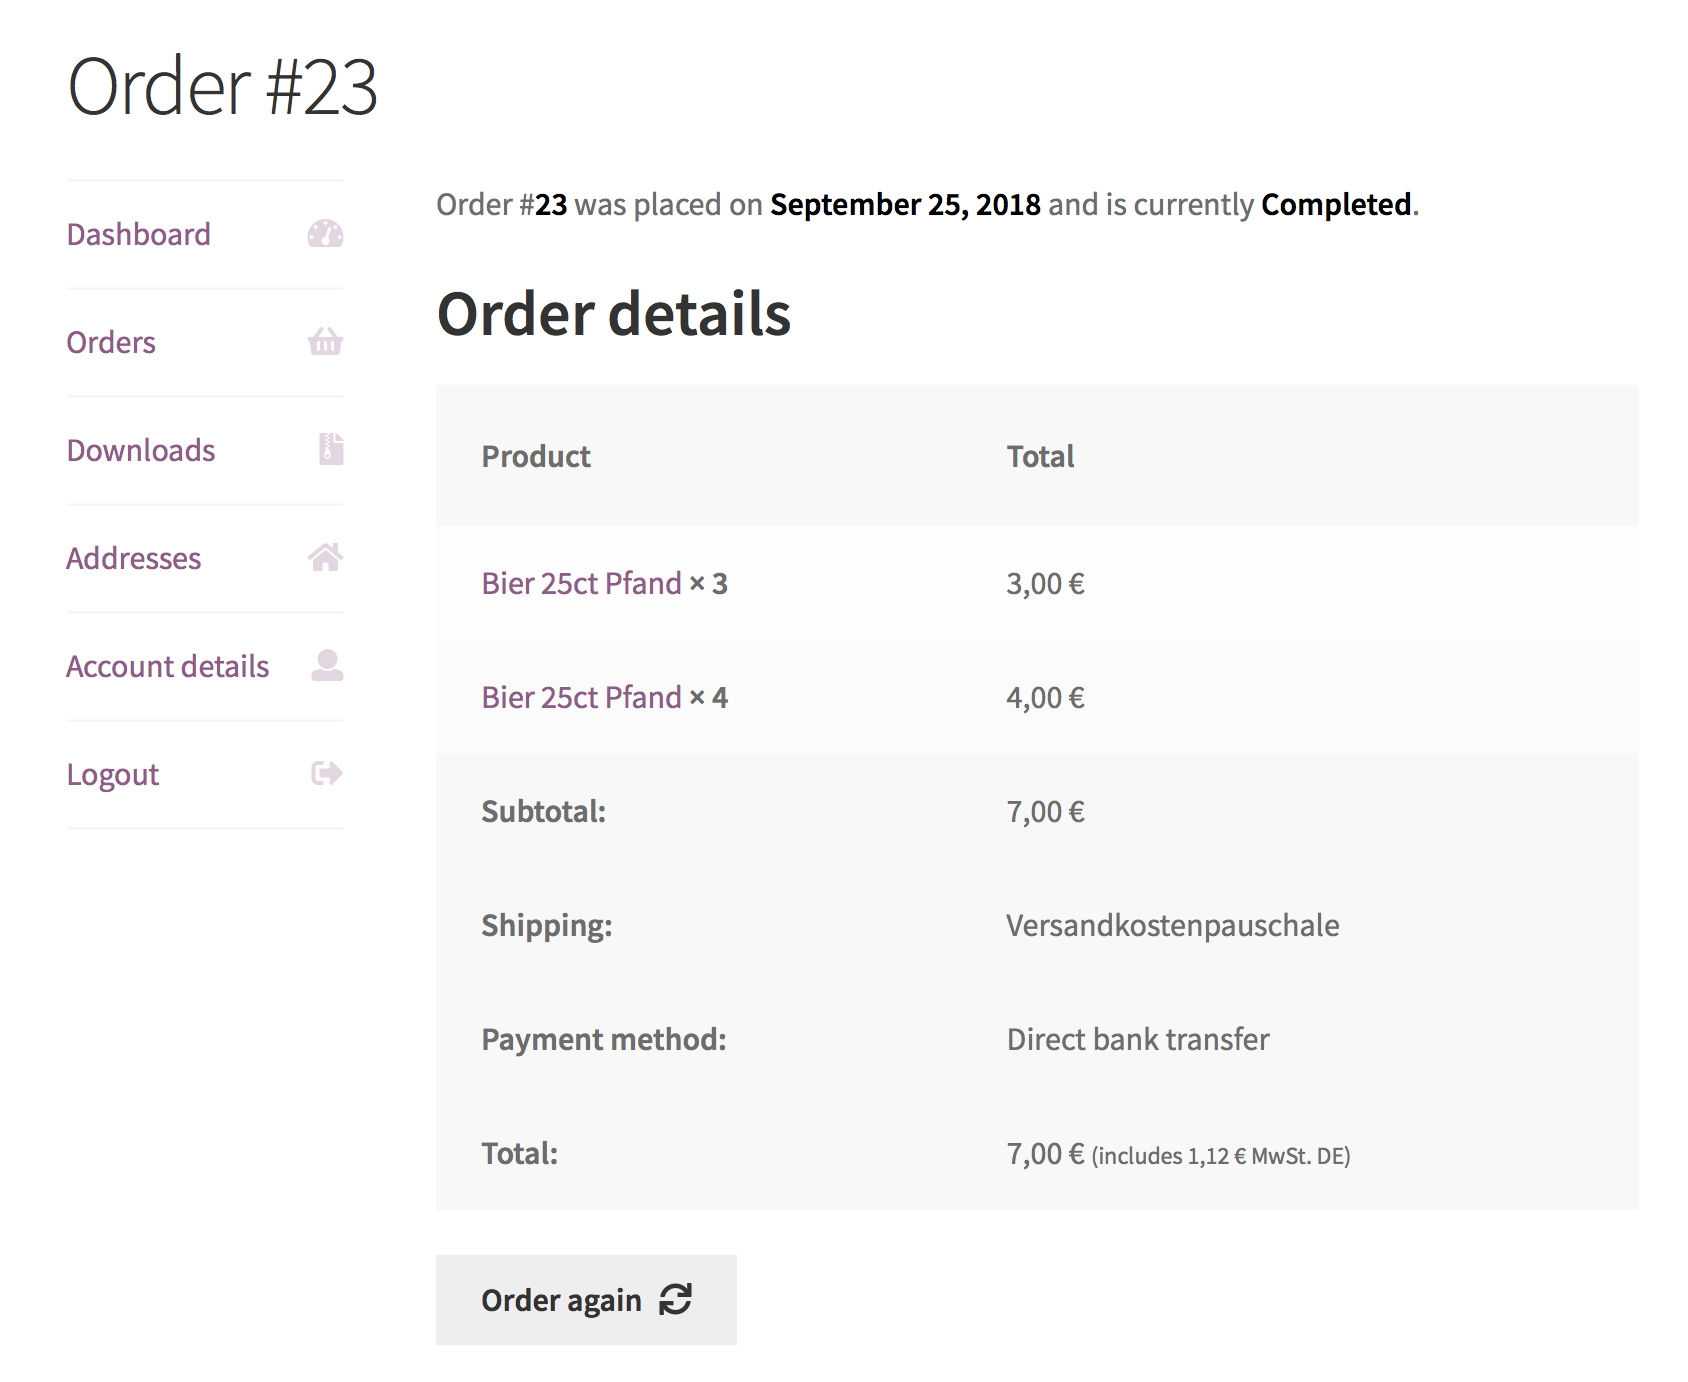 Order #23
Dashboard
Orders
Downloads
Addresses
Account details
Logout
Order #23 was placed on September 25, 2018 and is currently Completed.
Order details
Product Total
Bier 25ct Pfand × 3 3,00 €
Bier 25ct Pfand × 4 4,00 €
Subtotal: 7,00 €
Shipping: Versandkostenpauschale
Payment method: Direct bank transfer
Total: 7,00 € (includes 1,12 € MwSt. DE)
Order again